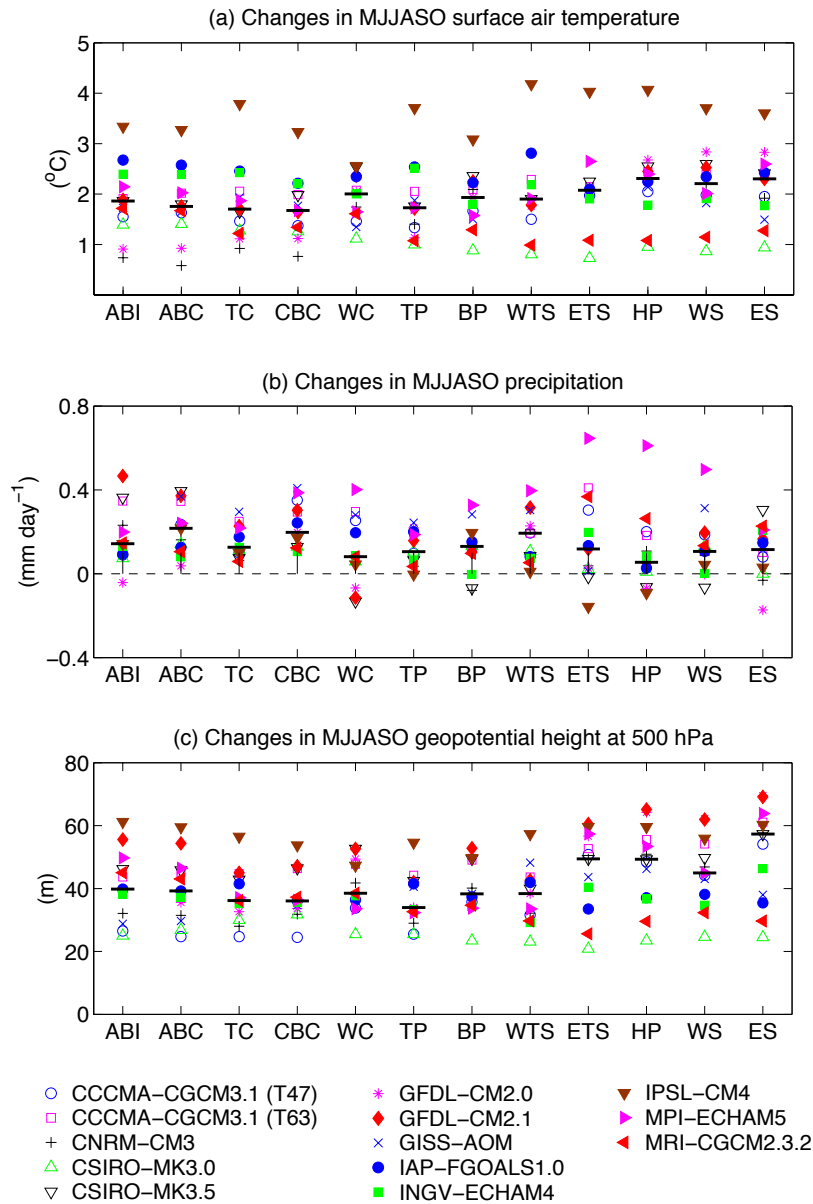 (a) Changes in MJJASO surface air temperature
5
4
3
2
1
(°C)
ABI ABC TC CBC WC TP BP WTS ETS HP WS ES
(b) Changes in MJJASO precipitation
0.8
0.4
0
−0.4
(mm day⁻¹)
ABI ABC TC CBC WC TP BP WTS ETS HP WS ES
(c) Changes in MJJASO geopotential height at 500 hPa
80
60
40
20
0
(m)
ABI ABC TC CBC WC TP BP WTS ETS HP WS ES
CCCMA−CGCM3.1 (T47)
CCCMA−CGCM3.1 (T63)
CNRM−CM3
CSIRO−MK3.0
CSIRO−MK3.5
GFDL−CM2.0
GFDL−CM2.1
GISS−AOM
IAP−FGOALS1.0
INGV−ECHAM4
IPSL−CM4
MPI−ECHAM5
MRI−CGCM2.3.2